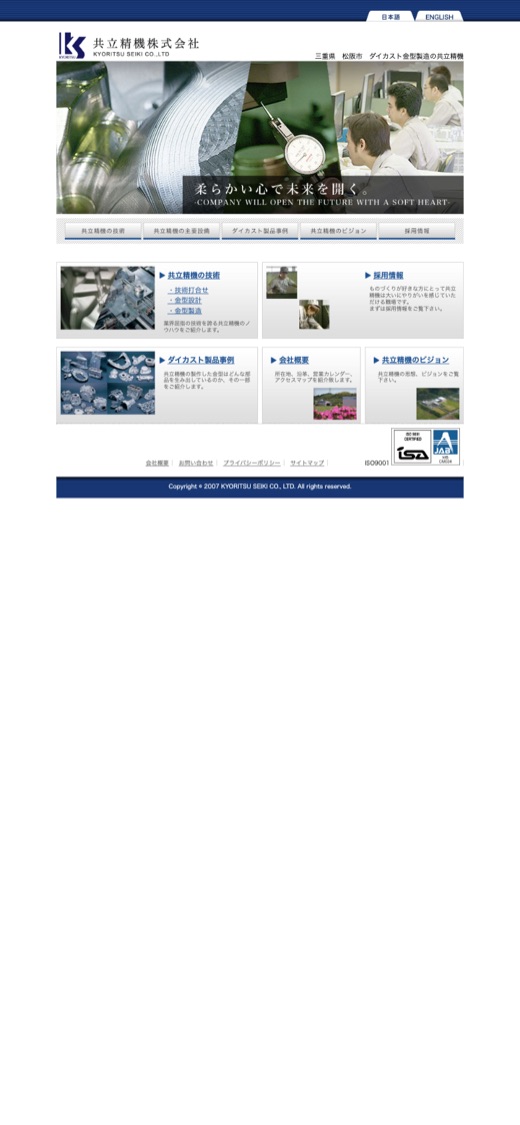 日本語
ENGLISH
KYORITSU
共立精機株式会社
KYORITSU SEIKI CO.,LTD
三重県 松阪市 ダイカスト金型製造の共立精機
柔らかい心で未来を開く。
-COMPANY WILL OPEN THE FUTURE WITH A SOFT HEART-
共立精機の技術
共立精機の主要設備
ダイカスト製品事例
共立精機のビジョン
採用情報
共立精機の技術
・技術打合せ
・金型設計
・金型製造
業界屈指の技術を誇る共立精機のノ
ウハウをご紹介します。
採用情報
ものづくりが好きな方にとって共立
精機は大いにやりがいを感じていた
だける職場です。
まずは採用情報をご覧下さい。
ダイカスト製品事例
共立精機の製作した金型はどんな部
品を生み出しているのか、その一部
をご紹介します。
会社概要
所在地、沿革、営業カレンダー、
アクセスマップを紹介致します。
共立精機のビジョン
共立精機の思想、ビジョンをご覧
下さい。
会社概要
お問い合わせ
プライバシーポリシー
サイトマップ
ISO9001
ISO 9001
CERTIFIED
ISA
JAB
Copyright © 2007 KYORITSU SEIKI CO., LTD. All rights reserved.